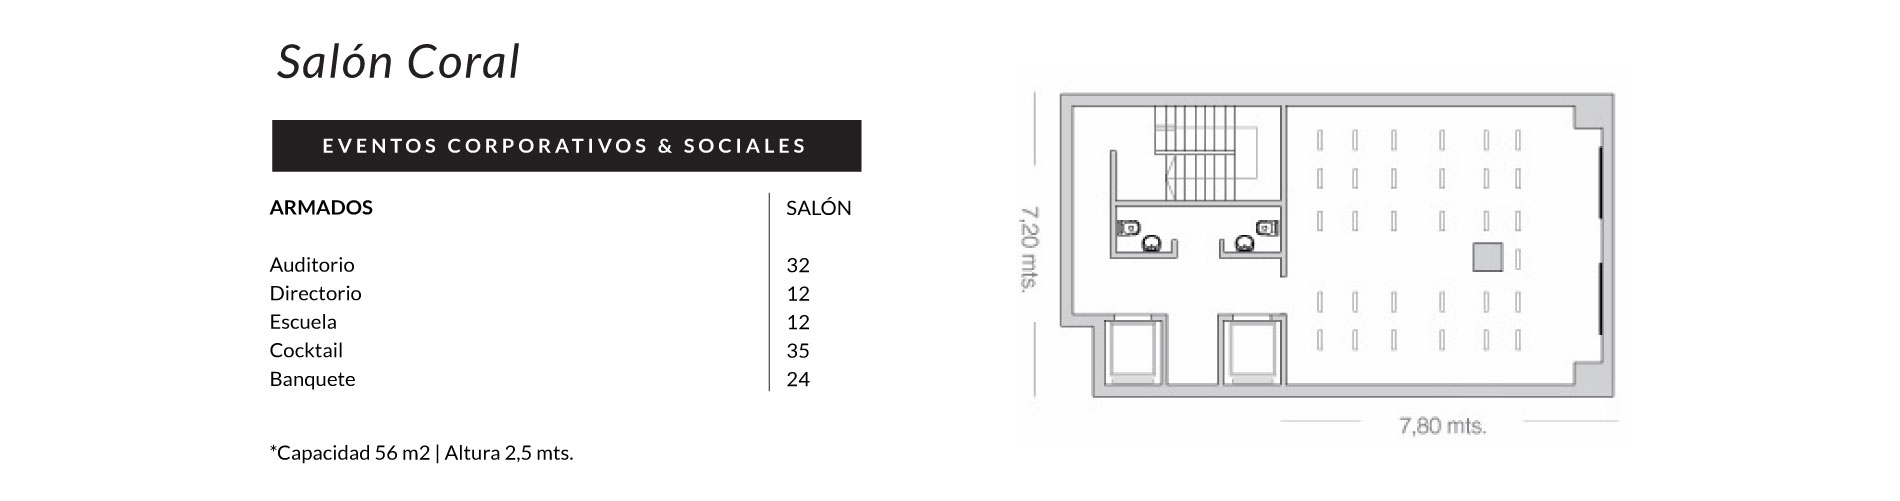 Salón Coral
EVENTOS CORPORATIVOS & SOCIALES
ARMADOS SALÓN
Auditorio 32
Directorio 12
Escuela 12
Cocktail 35
Banquete 24
*Capacidad 56 m2 | Altura 2,5 mts.
7,20 mts.
7,80 mts.